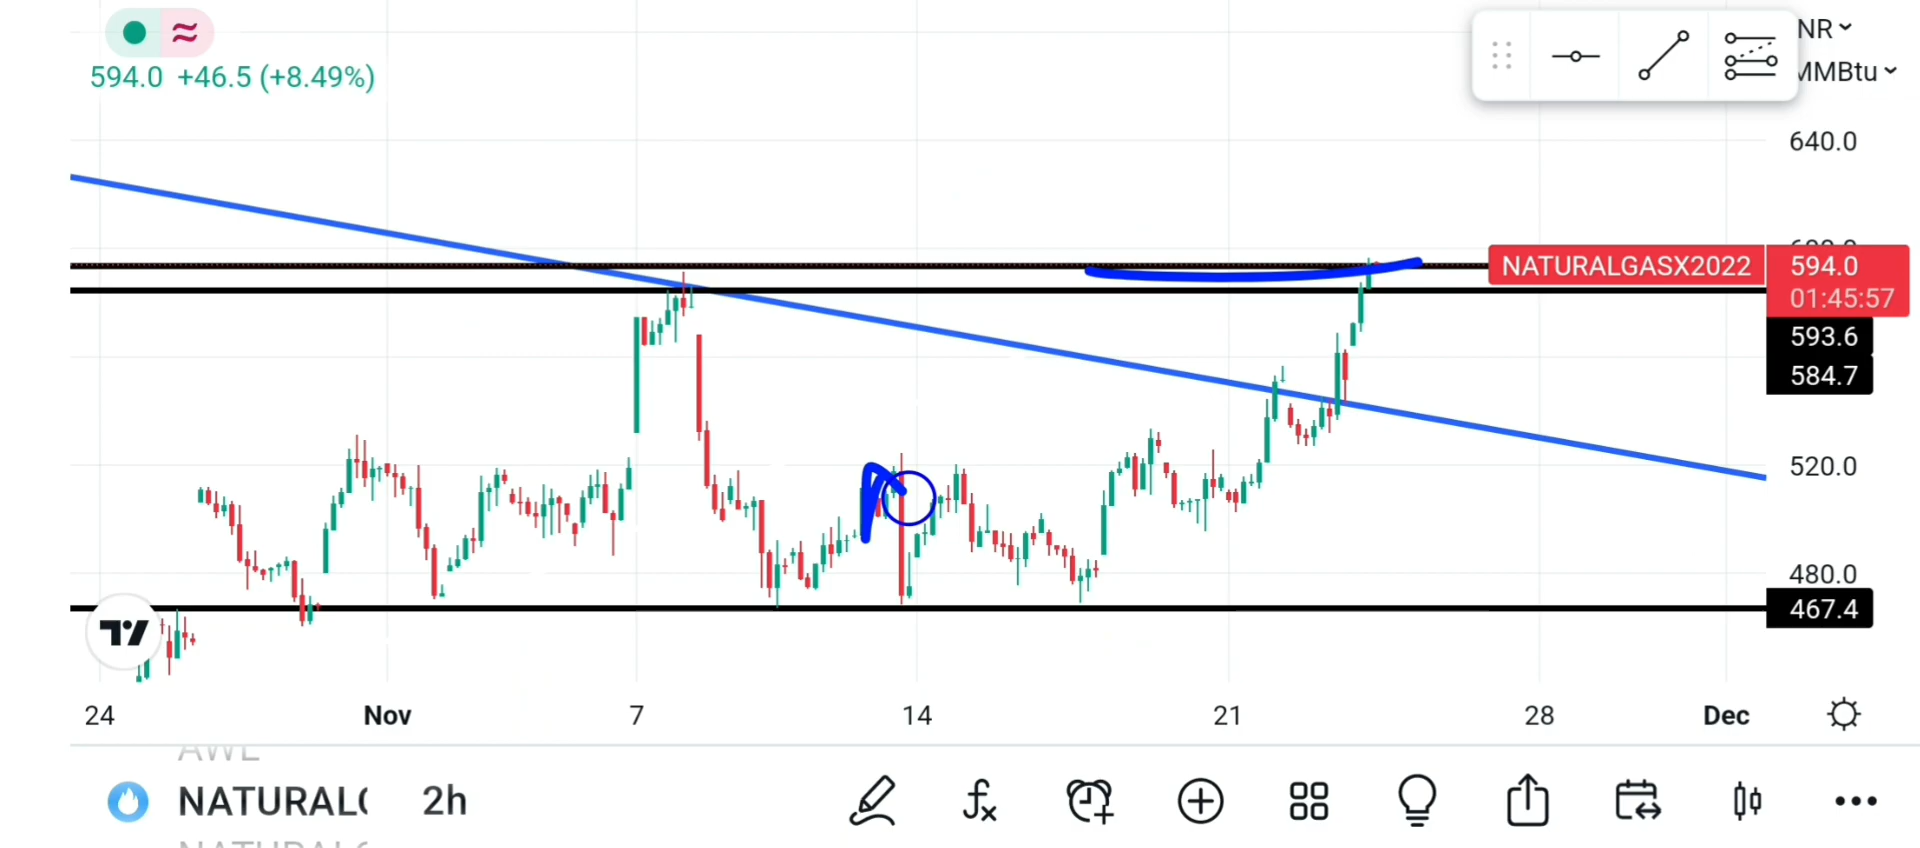 594.0 +46.5 (+8.49%)
NR
MMBtu
640.0
NATURALGASX2022
594.0
01:45:57
593.6
584.7
520.0
480.0
467.4
24 Nov 7 14 21 28 Dec
AWL
NATURAL 2h